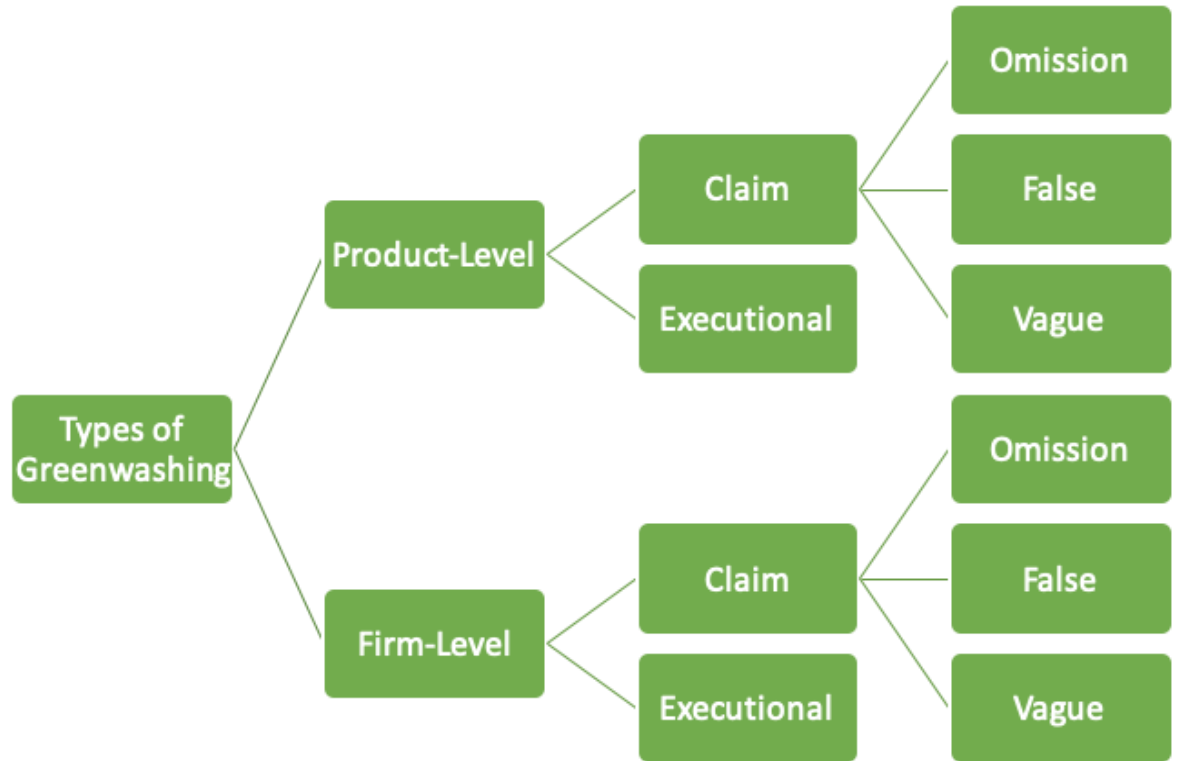 Omission
Claim
False
Product-Level
Executional
Vague
Types of
Greenwashing
Omission
Claim
False
Firm-Level
Executional
Vague